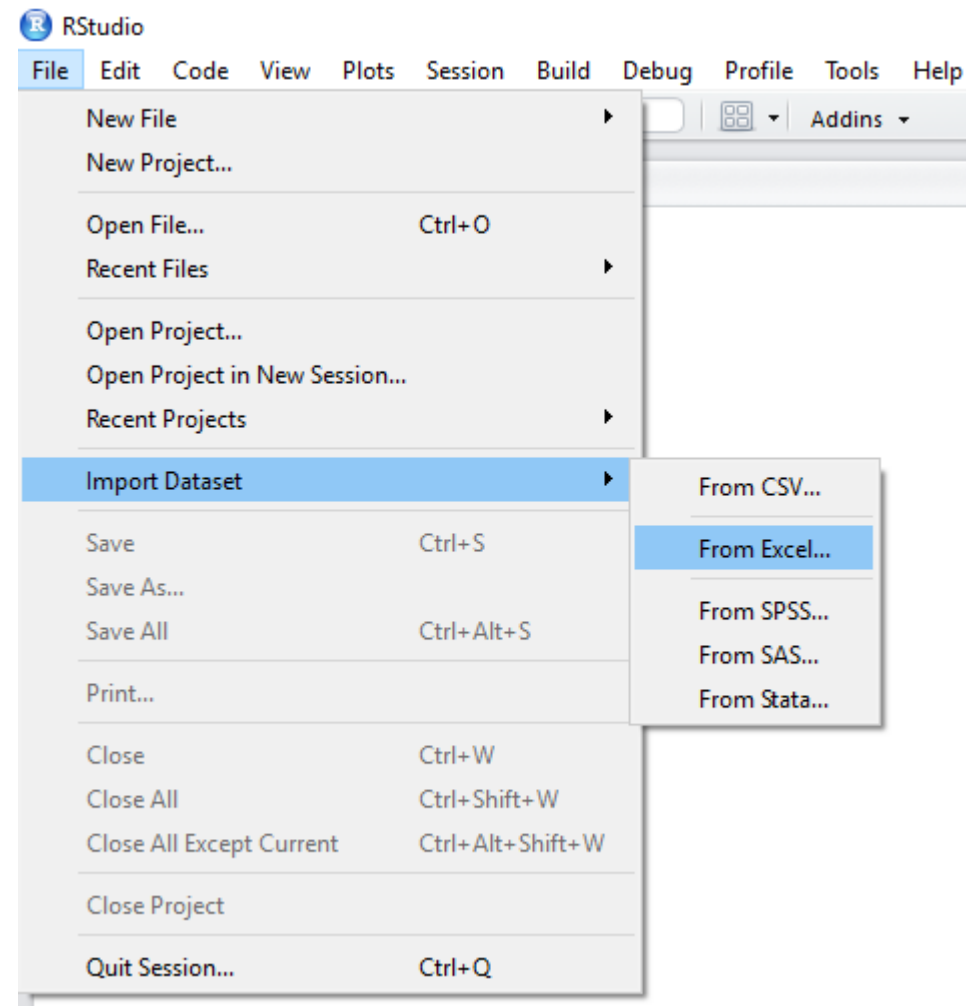 RStudio
File Edit Code View Plots Session Build Debug Profile Tools Help
Addins
New File
New Project...
Open File... Ctrl+O
Recent Files
Open Project...
Open Project in New Session...
Recent Projects
Import Dataset
From CSV...
From Excel...
From SPSS...
From SAS...
From Stata...
Save Ctrl+S
Save As...
Save All Ctrl+Alt+S
Print...
Close Ctrl+W
Close All Ctrl+Shift+W
Close All Except Current Ctrl+Alt+Shift+W
Close Project
Quit Session... Ctrl+Q